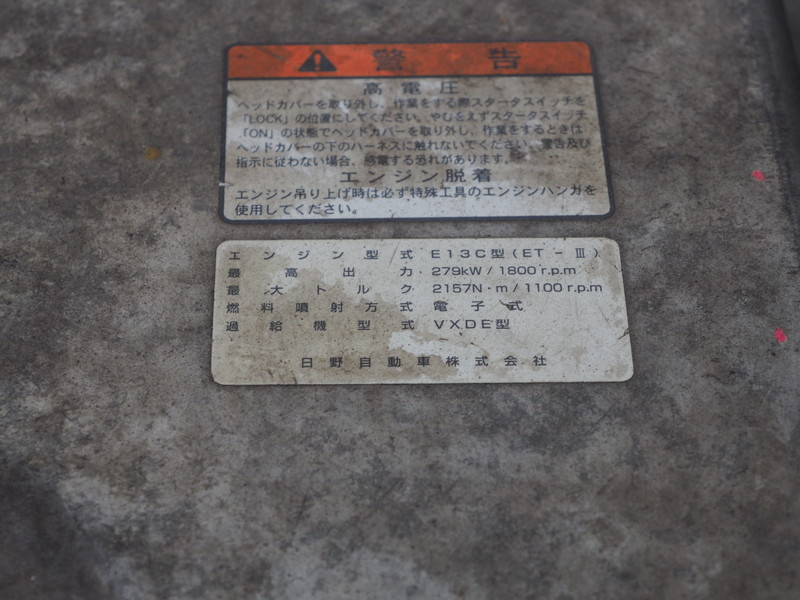 警告
高電圧
ヘッドカバーを取り外し、作業をする際スタータスイッチを
「LOCK」の位置にしてください。やむをえずスタータスイッチ
「ON」の状態でヘッドカバーを取り外し、作業をするときは
ヘッドカバーの下のハーネスに触れないでください。警告及び
指示に従わない場合、感電する恐れがあります。
エンジン脱着
エンジン吊り上げ時は必ず特殊工具のエンジンハンガを
使用してください。
エンジン型式 E13C型(ET-Ⅲ)
最高出力 279kW/1800r.p.m
最大トルク 2157N·m/1100r.p.m
燃料噴射方式 電子式
過給機型式 VXDE型
日野自動車株式会社